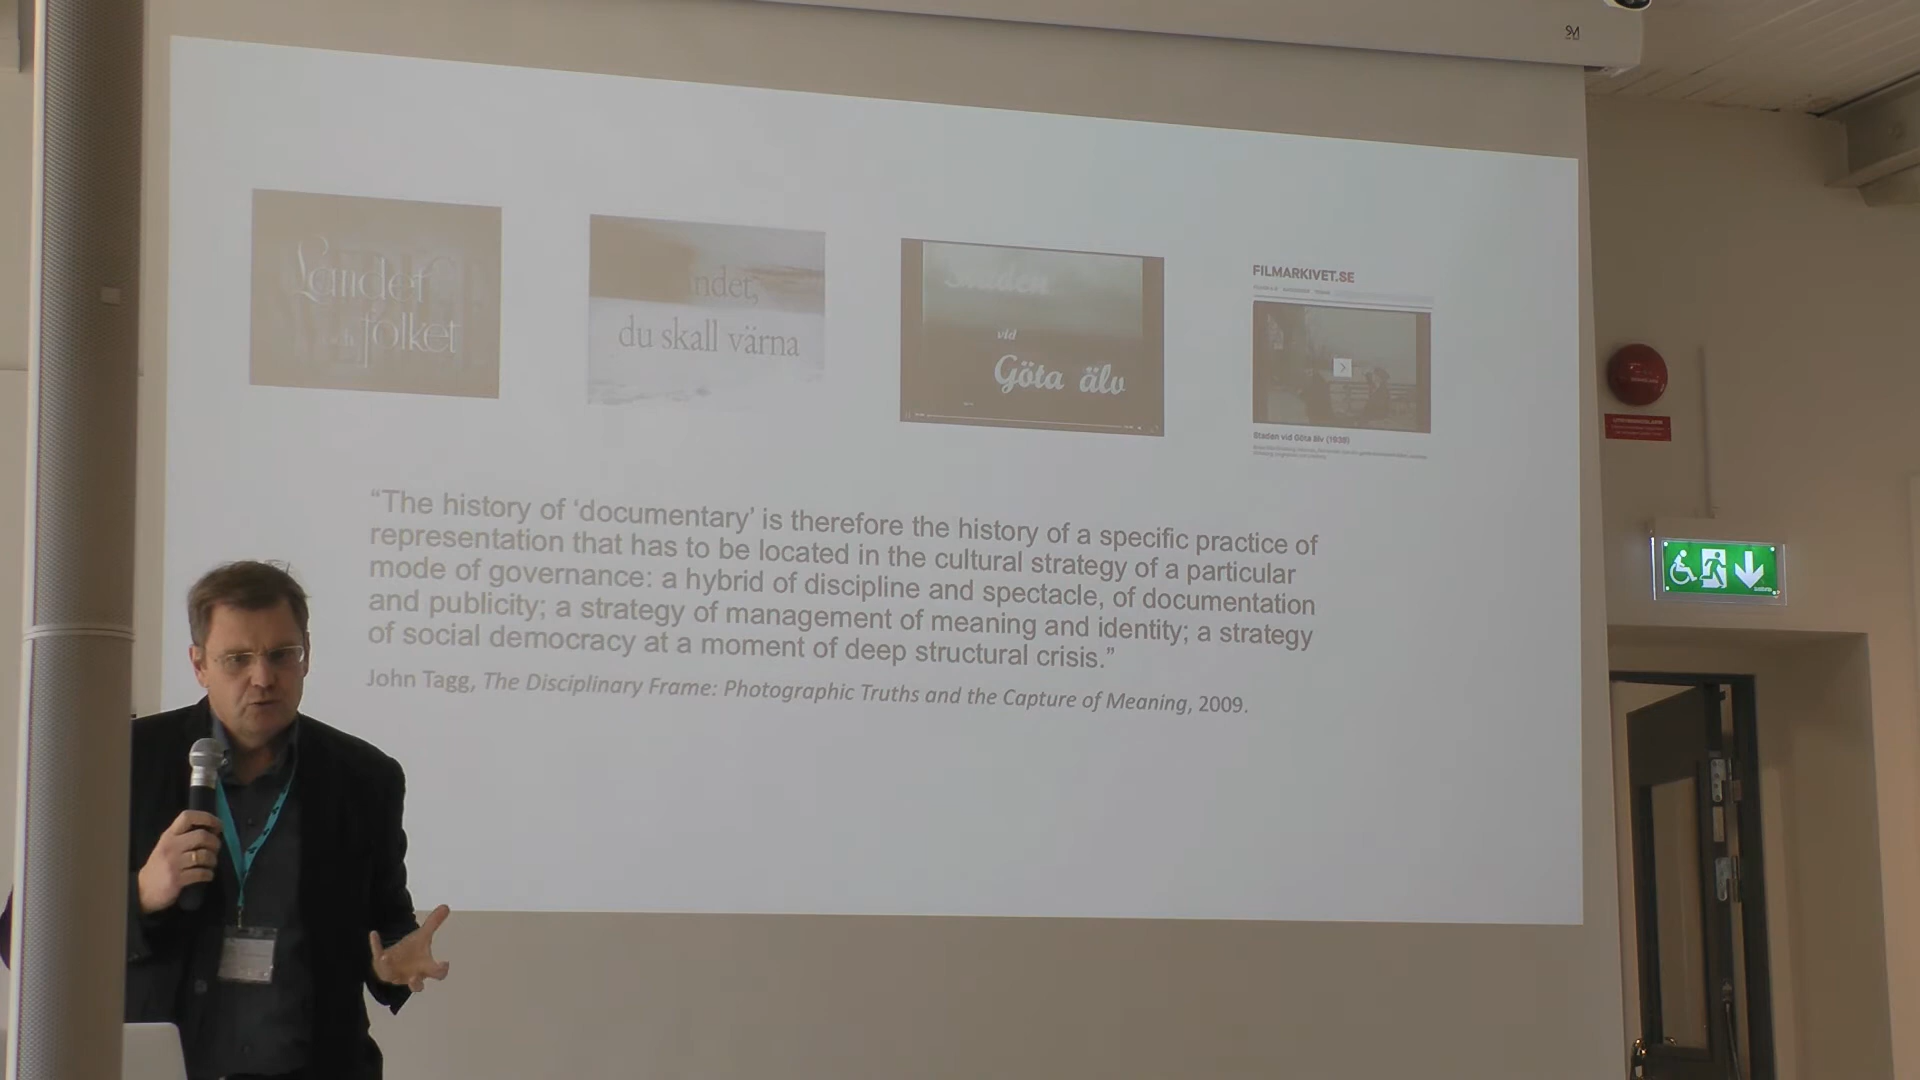 Landet
och folket
du skall värna
Staden
vid
Göta älv
FILMARKIVET.SE
Staden vid Göta älv (1939)
“The history of ‘documentary’ is therefore the history of a specific practice of
representation that has to be located in the cultural strategy of a particular
mode of governance: a hybrid of discipline and spectacle, of documentation
and publicity; a strategy of management of meaning and identity; a strategy
of social democracy at a moment of deep structural crisis.”
John Tagg, The Disciplinary Frame: Photographic Truths and the Capture of Meaning, 2009.